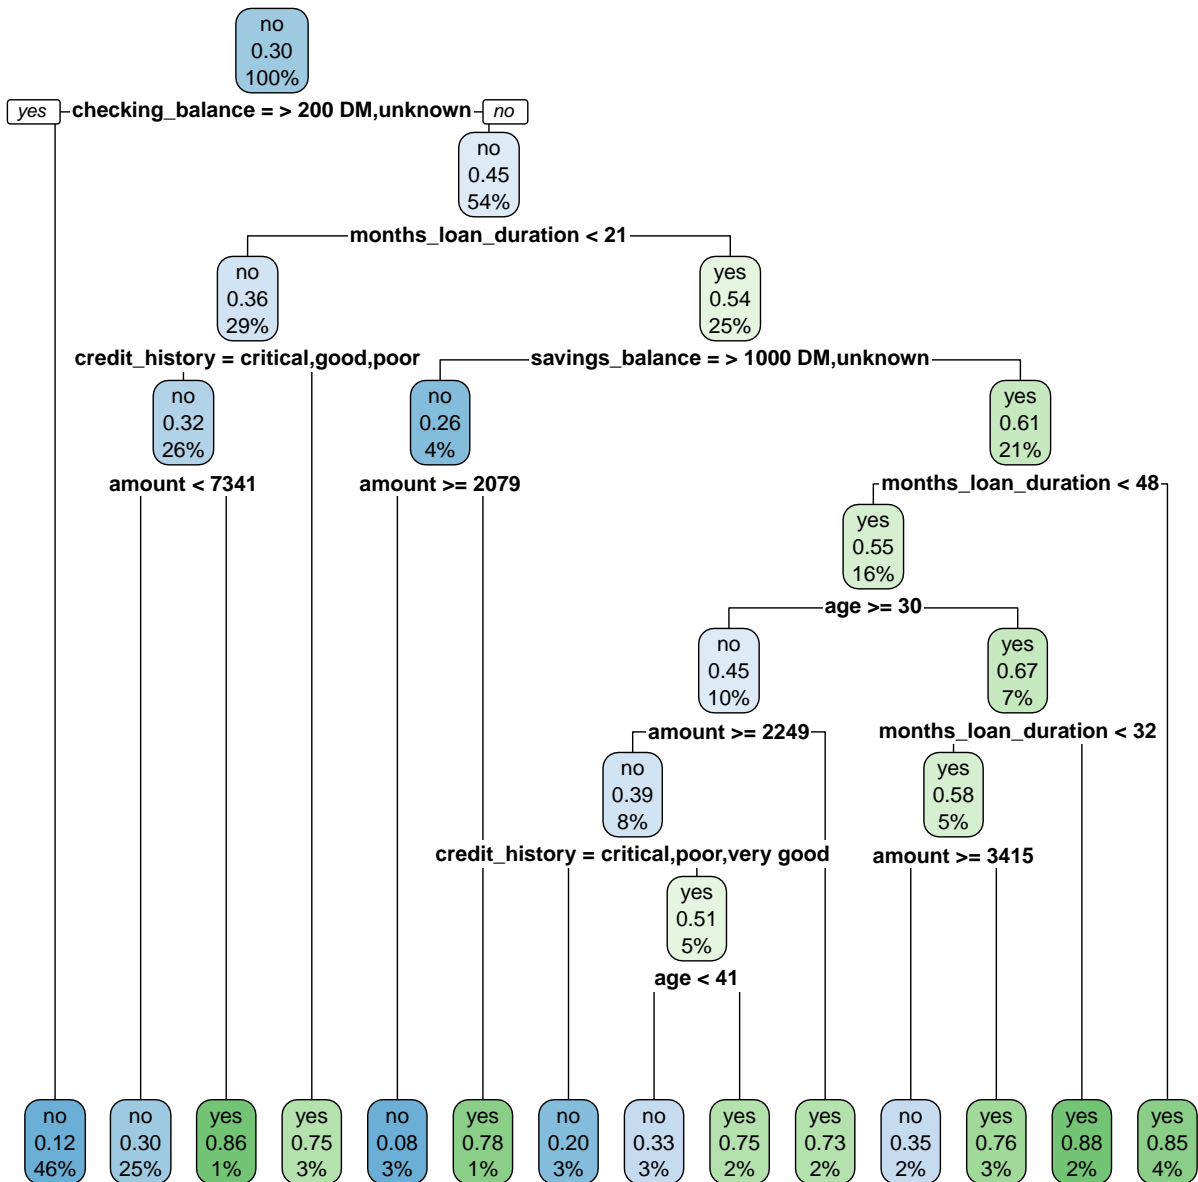 no
0.30
100%
yes checking_balance = > 200 DM,unknown no
no
0.45
54%
months_loan_duration < 21
no
0.36
29%
yes
0.54
25%
credit_history = critical,good,poor
savings_balance = > 1000 DM,unknown
no
0.32
26%
no
0.26
4%
yes
0.61
21%
amount < 7341
amount >= 2079
months_loan_duration < 48
yes
0.55
16%
age >= 30
no
0.45
10%
yes
0.67
7%
amount >= 2249
months_loan_duration < 32
no
0.39
8%
yes
0.58
5%
credit_history = critical,poor,very good
amount >= 3415
yes
0.51
5%
age < 41
no
0.12
46%
no
0.30
25%
yes
0.86
1%
yes
0.75
3%
no
0.08
3%
yes
0.78
1%
no
0.20
3%
no
0.33
3%
yes
0.75
2%
yes
0.73
2%
no
0.35
2%
yes
0.76
3%
yes
0.88
2%
yes
0.85
4%